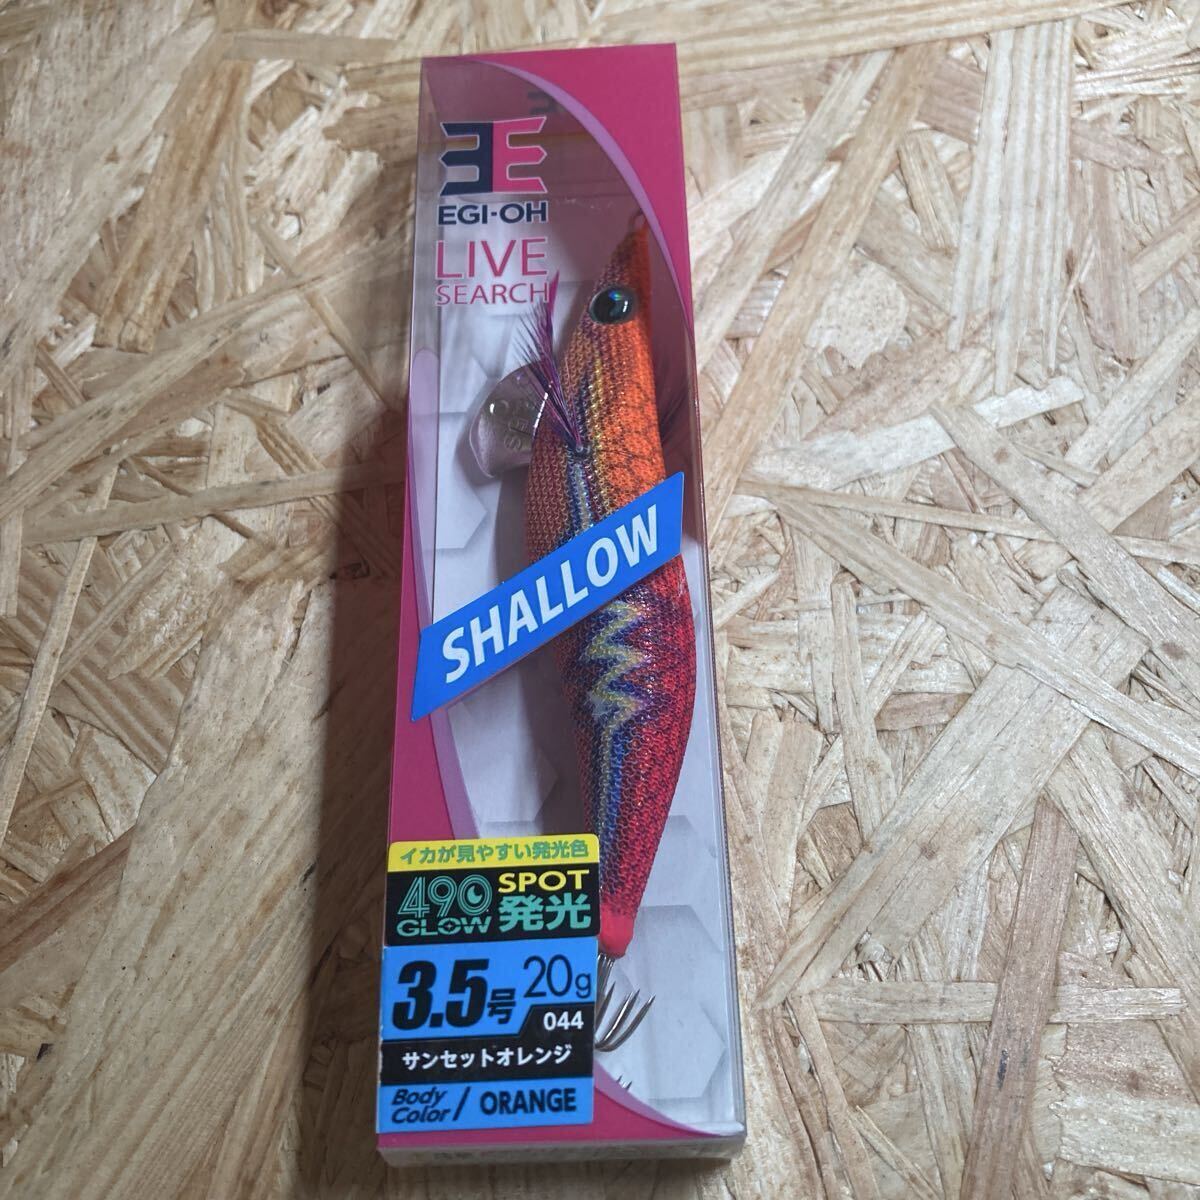 EGI-OH
LIVE
SEARCH
SHALLOW
イカが見やすい発光色
490
GLOW
SPOT
発光
3.5号 20g
044
サンセットオレンジ
Body
Color / ORANGE